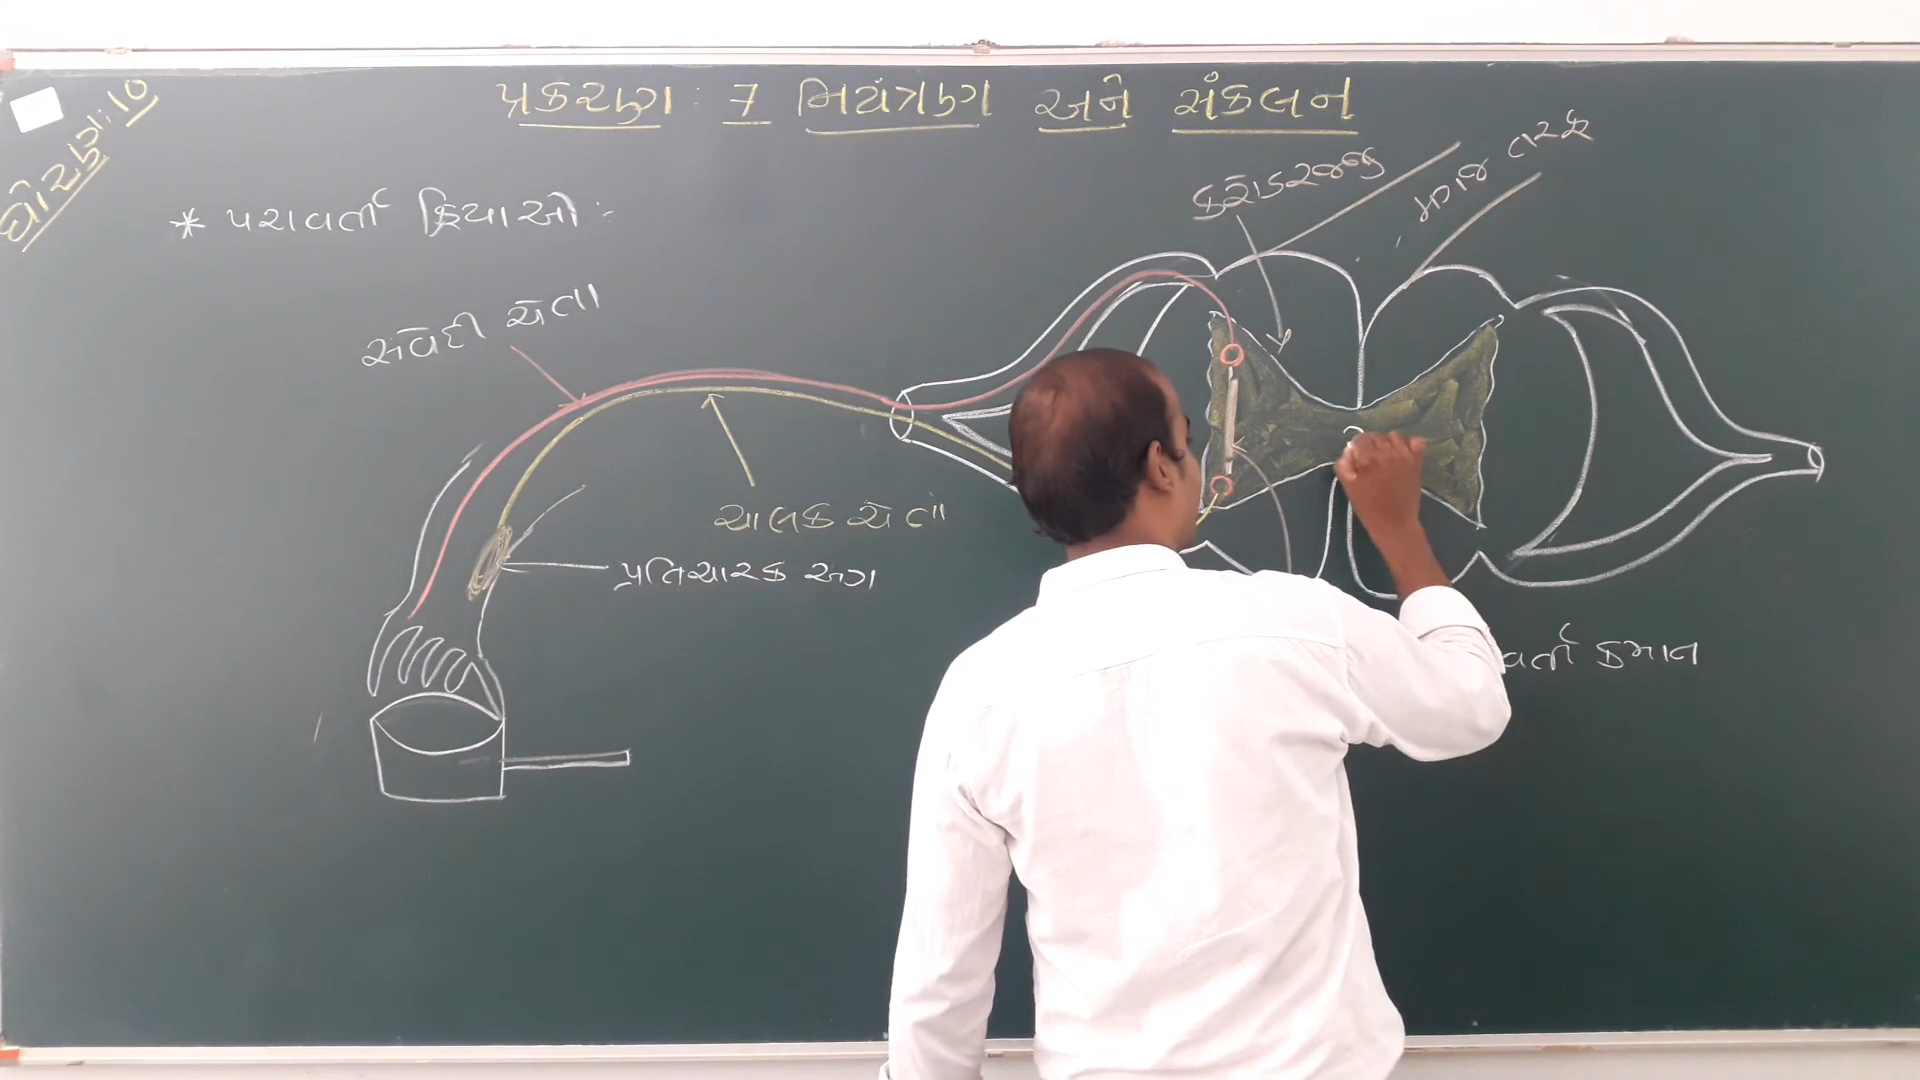 ધોરણ:10
પ્રકરણ : 7 નિયંત્રણ અને સંકલન
* પરાવર્તી ક્રિયાઓ :
કરોડરજ્જુ
મગજ તરફ
સંવેદી ચેતા
ચાલક ચેતા
પ્રતિચારક અંગ
વર્તી કમાન